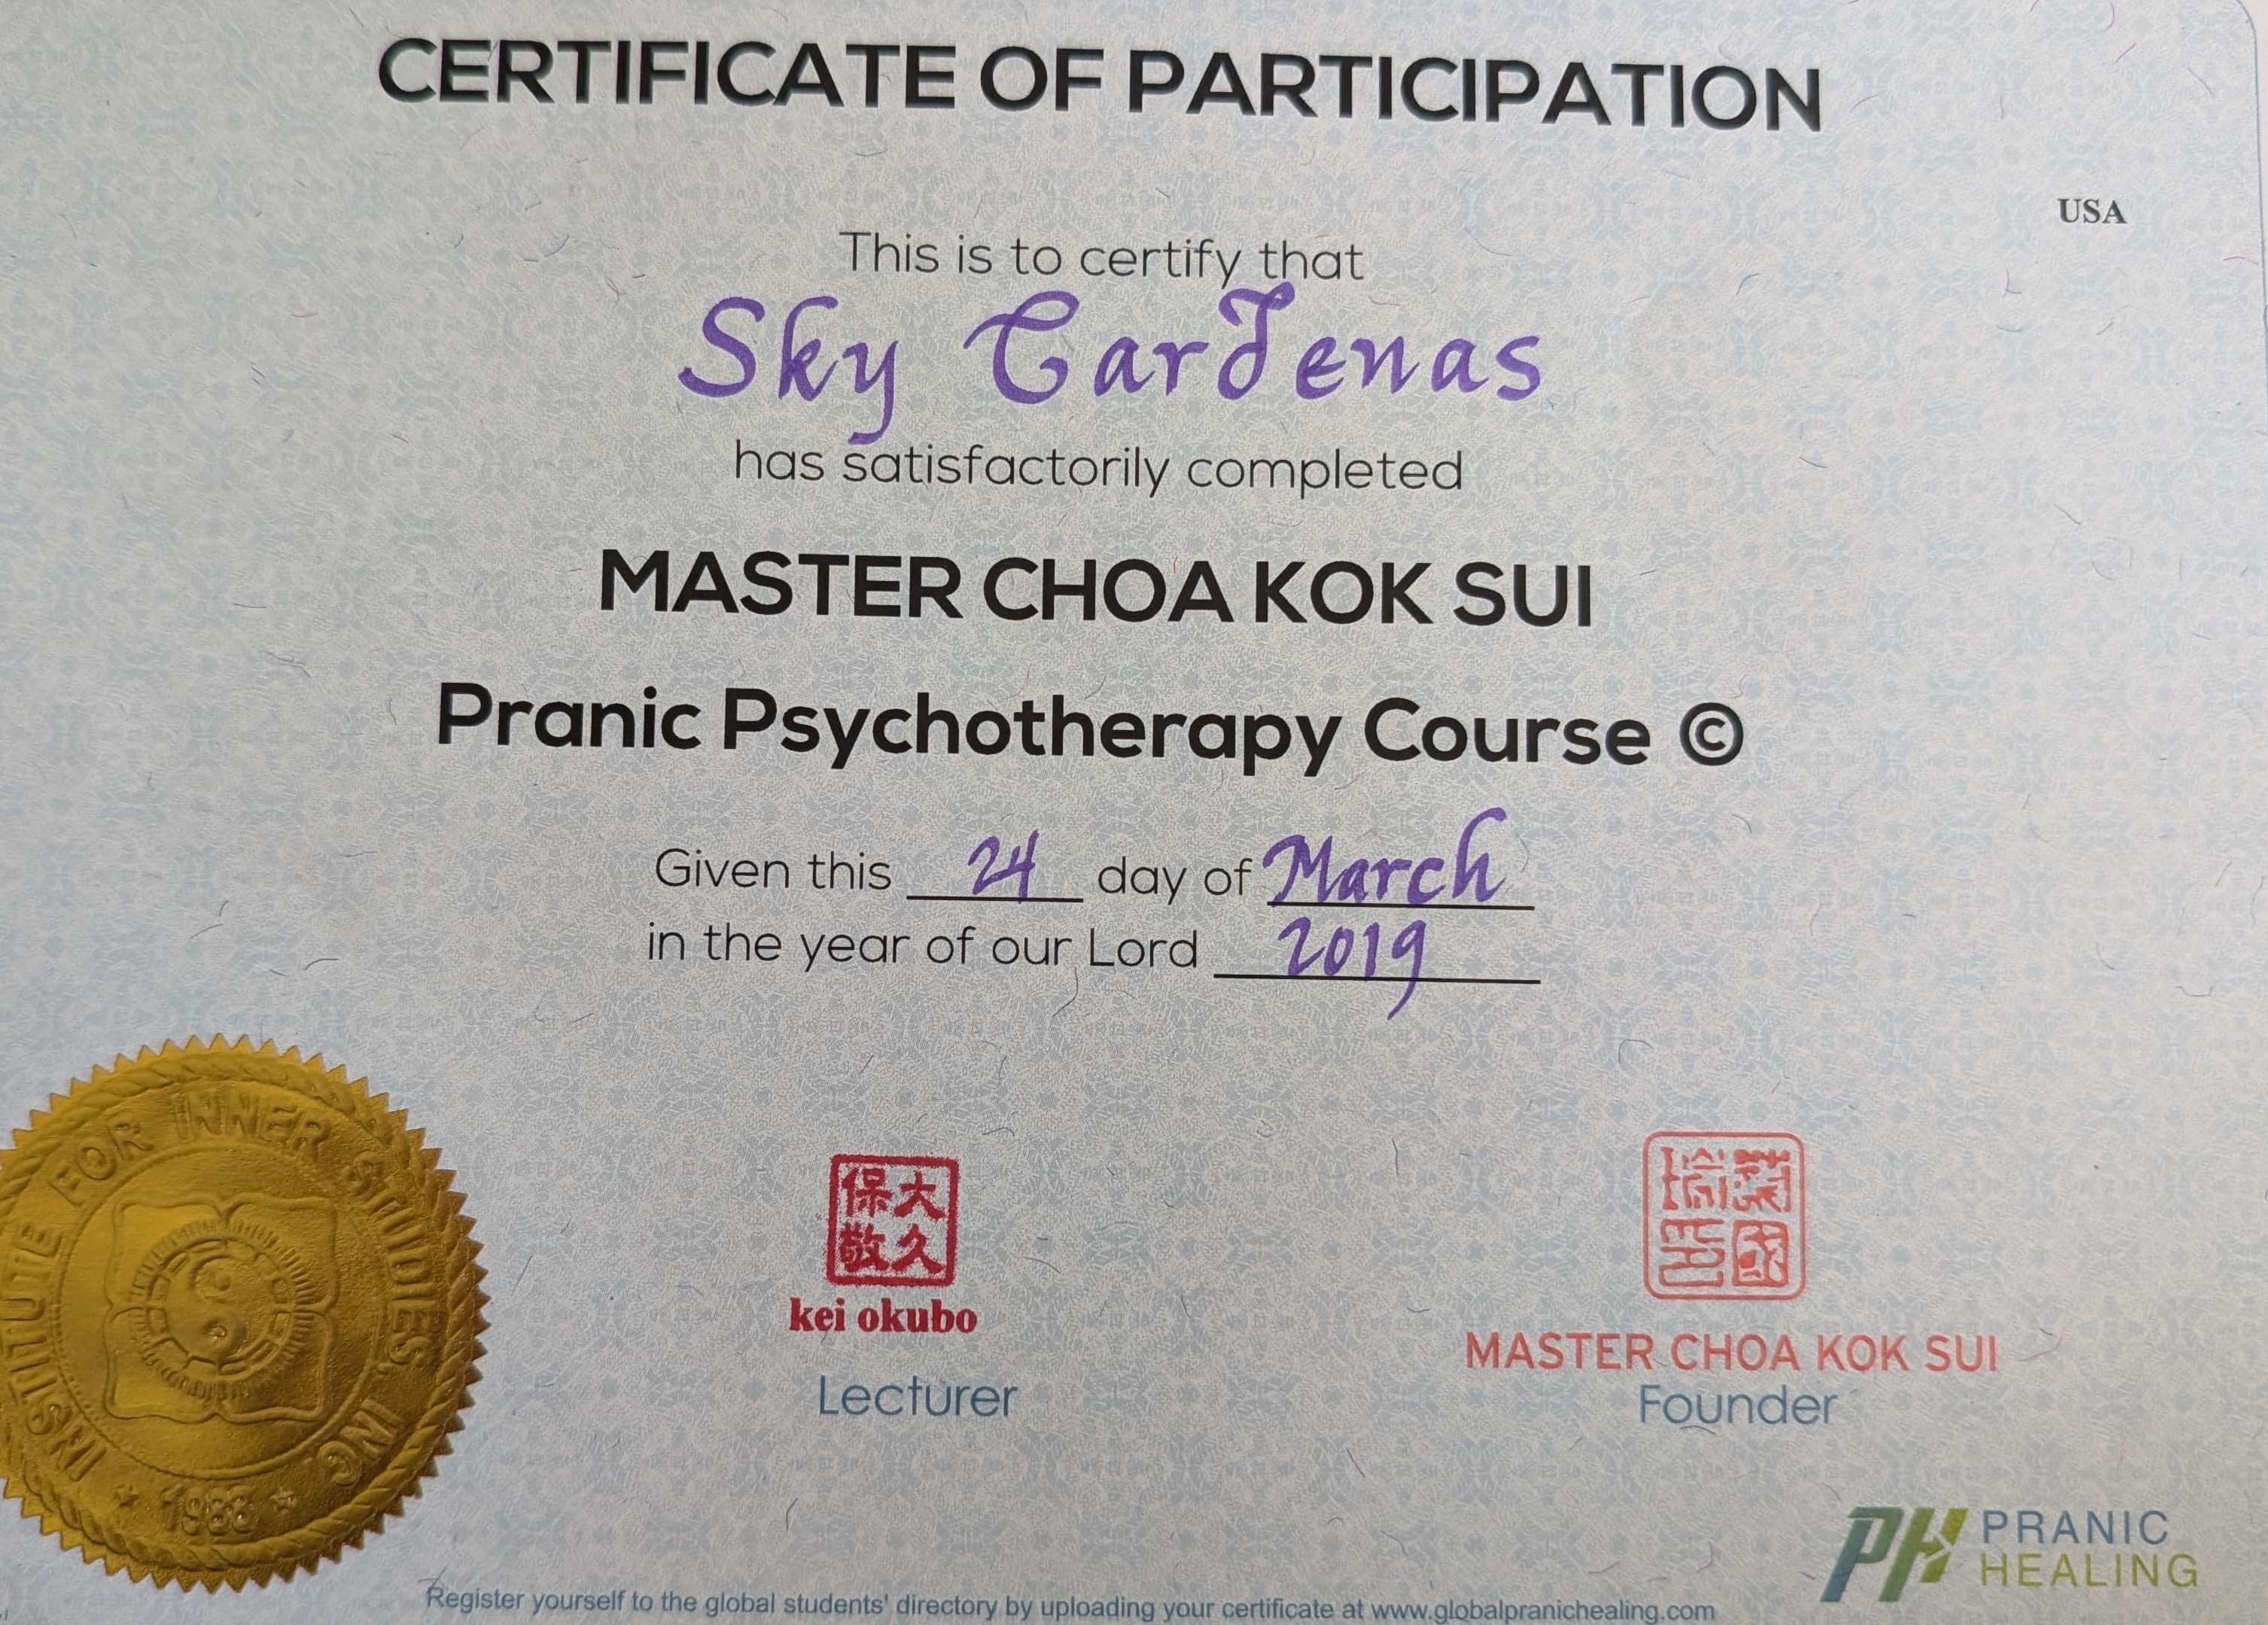 CERTIFICATE OF PARTICIPATION
USA
This is to certify that
Sky Cardenas
has satisfactorily completed
MASTER CHOA KOK SUI
Pranic Psychotherapy Course ©
Given this 24 day of March
in the year of our Lord 2019
INSTITUTE FOR INNER STUDIES, INC.
1988
大久
保敬
kei okubo
Lecturer
MASTER CHOA KOK SUI
Founder
PH PRANIC
HEALING
Register yourself to the global students' directory by uploading your certificate at www.globalpranichealing.com